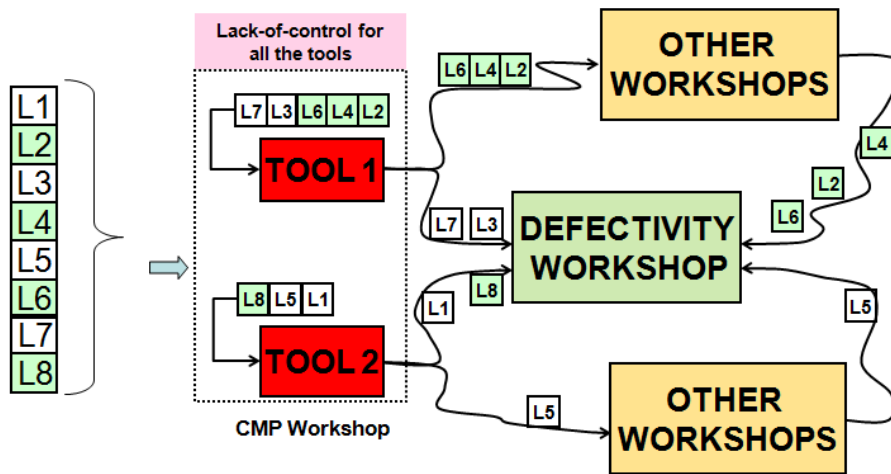 Lack-of-control for
all the tools
L1
L2
L3
L4
L5
L6
L7
L8
L7 L3 L6 L4 L2
TOOL 1
L8 L5 L1
TOOL 2
CMP Workshop
L6 L4 L2
OTHER
WORKSHOPS
L4
L2
L6
L7 L3
DEFECTIVITY
WORKSHOP
L1
L8
L5
L5
OTHER
WORKSHOPS